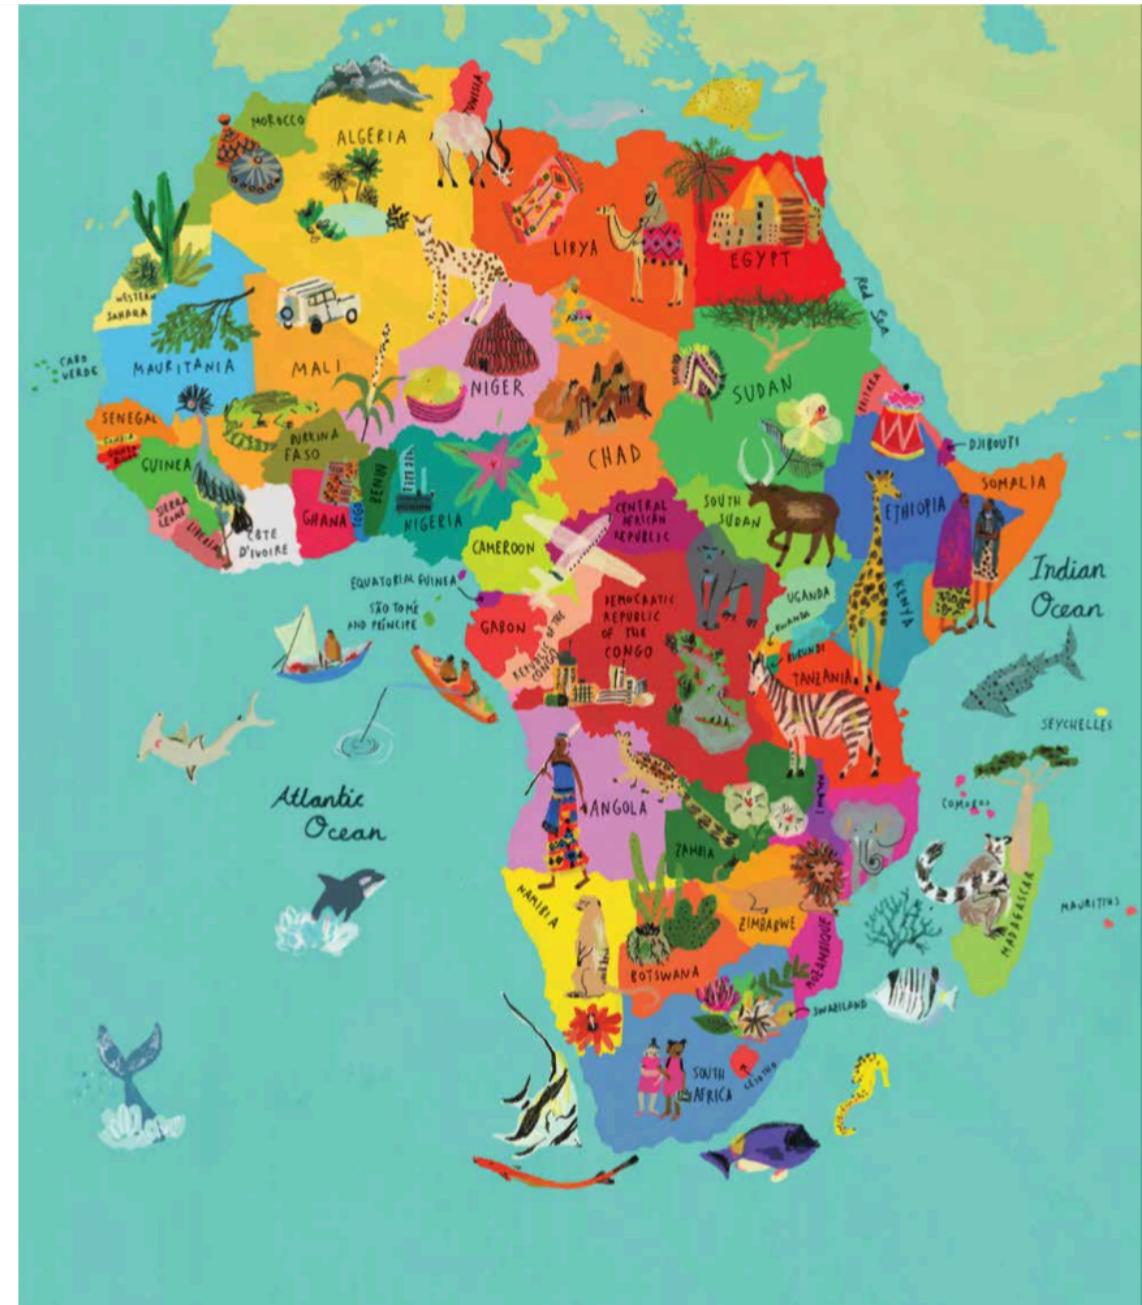 TUNISIA
MOROCCO
ALGERIA
LIBYA
EGYPT
WESTERN
SAHARA
Red Sea
CABO
VERDE
MAURITANIA
MALI
NIGER
SUDAN
ERITREA
SENEGAL
GAMBIA
BURKINA
FASO
CHAD
DJIBOUTI
GUINEA
SOMALIA
SIERRA
LEONE
LIBERIA
CÔTE
D'IVOIRE
GHANA
TOGO
BENIN
NIGERIA
CENTRAL
AFRICAN
REPUBLIC
SOUTH
SUDAN
ETHIOPIA
CAMEROON
EQUATORIAL GUINEA
SÃO TOMÉ
AND PRÍNCIPE
GABON
REPUBLIC OF THE
CONGO
DEMOCRATIC
REPUBLIC
OF THE
CONGO
UGANDA
RWANDA
BURUNDI
KENYA
Indian
Ocean
TANZANIA
SEYCHELLES
Atlantic
Ocean
ANGOLA
ZAMBIA
MALAWI
COMOROS
NAMIBIA
ZIMBABWE
MOZAMBIQUE
MADAGASCAR
MAURITIUS
BOTSWANA
SWAZILAND
SOUTH
AFRICA
LESOTHO